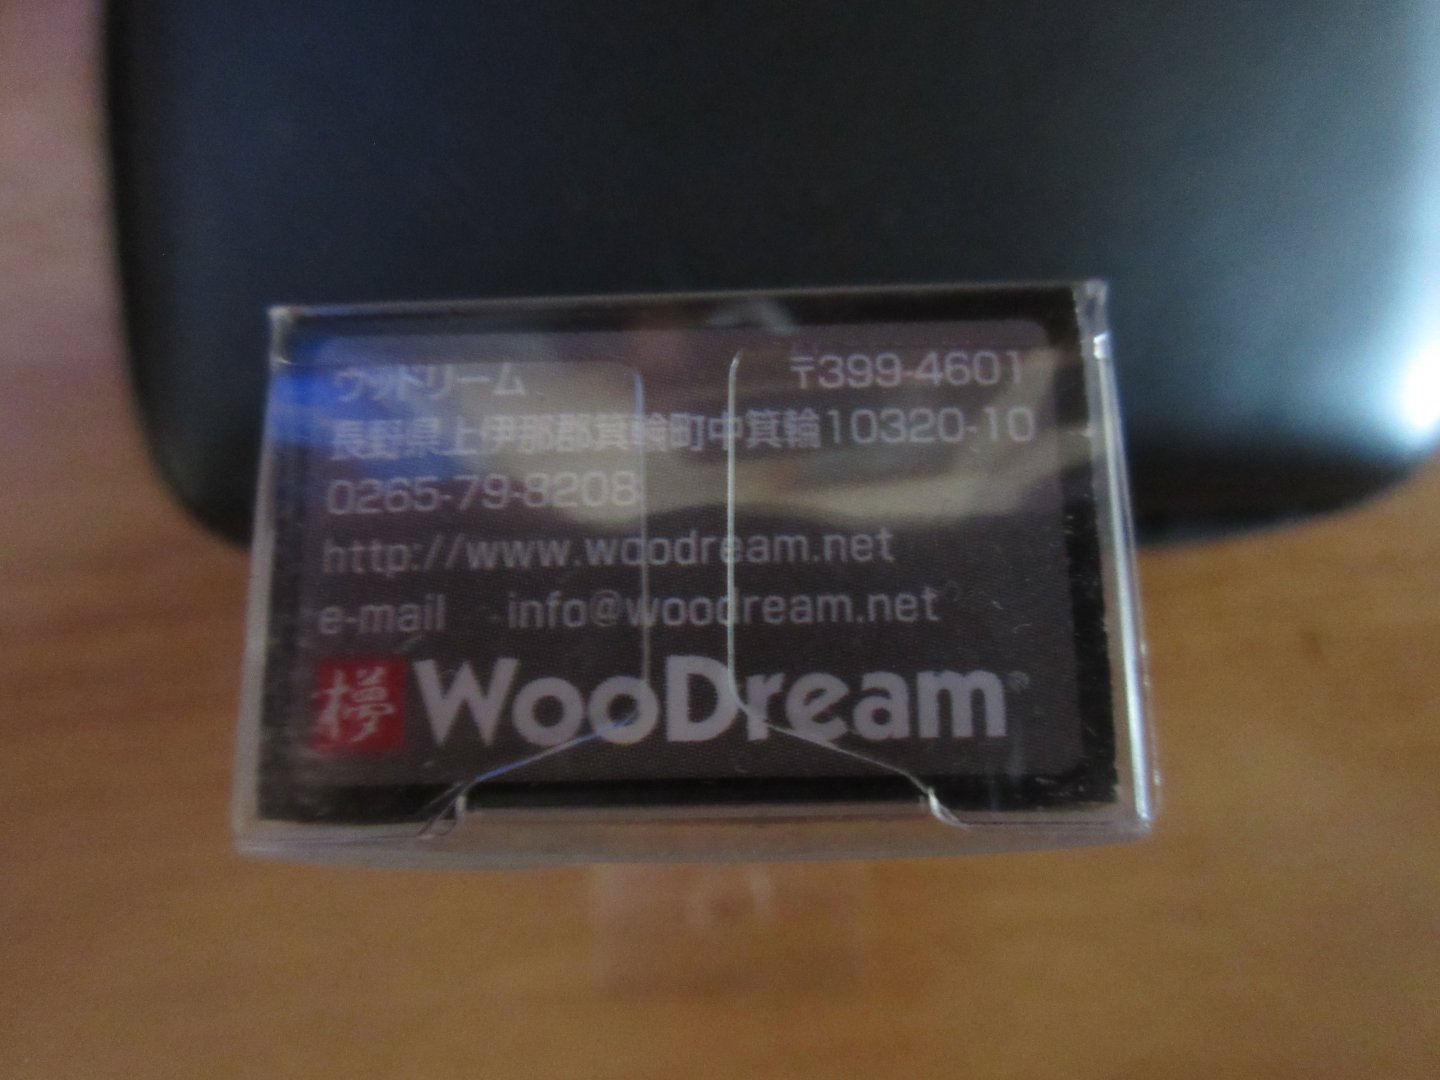 ウッドリーム 〒399-4601
長野県上伊那郡箕輪町中箕輪10320-10
0265-79-8208
http://www.woodream.net
e-mail info@woodream.net
樗 WooDream®